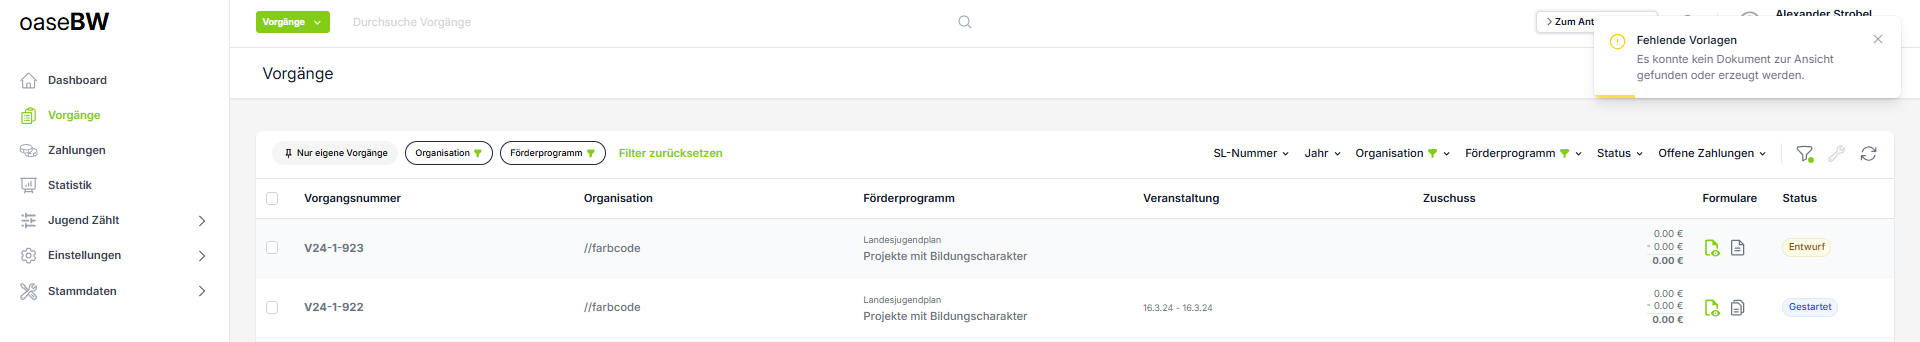 oaseBW
Vorgänge
Durchsuche Vorgänge
Zum Ant
Alexander Strobel
Fehlende Vorlagen
Es konnte kein Dokument zur Ansicht
gefunden oder erzeugt werden.
Dashboard
Vorgänge
Zahlungen
Statistik
Jugend Zählt
Einstellungen
Stammdaten
Vorgänge
Nur eigene Vorgänge
Organisation
Förderprogramm
Filter zurücksetzen
SL-Nummer
Jahr
Organisation
Förderprogramm
Status
Offene Zahlungen
Vorgangsnummer
Organisation
Förderprogramm
Veranstaltung
Zuschuss
Formulare
Status
V24-1-923
//farbcode
Landesjugendplan
Projekte mit Bildungscharakter
0.00 €
- 0.00 €
0.00 €
Entwurf
V24-1-922
//farbcode
Landesjugendplan
Projekte mit Bildungscharakter
16.3.24 - 16.3.24
0.00 €
- 0.00 €
0.00 €
Gestartet